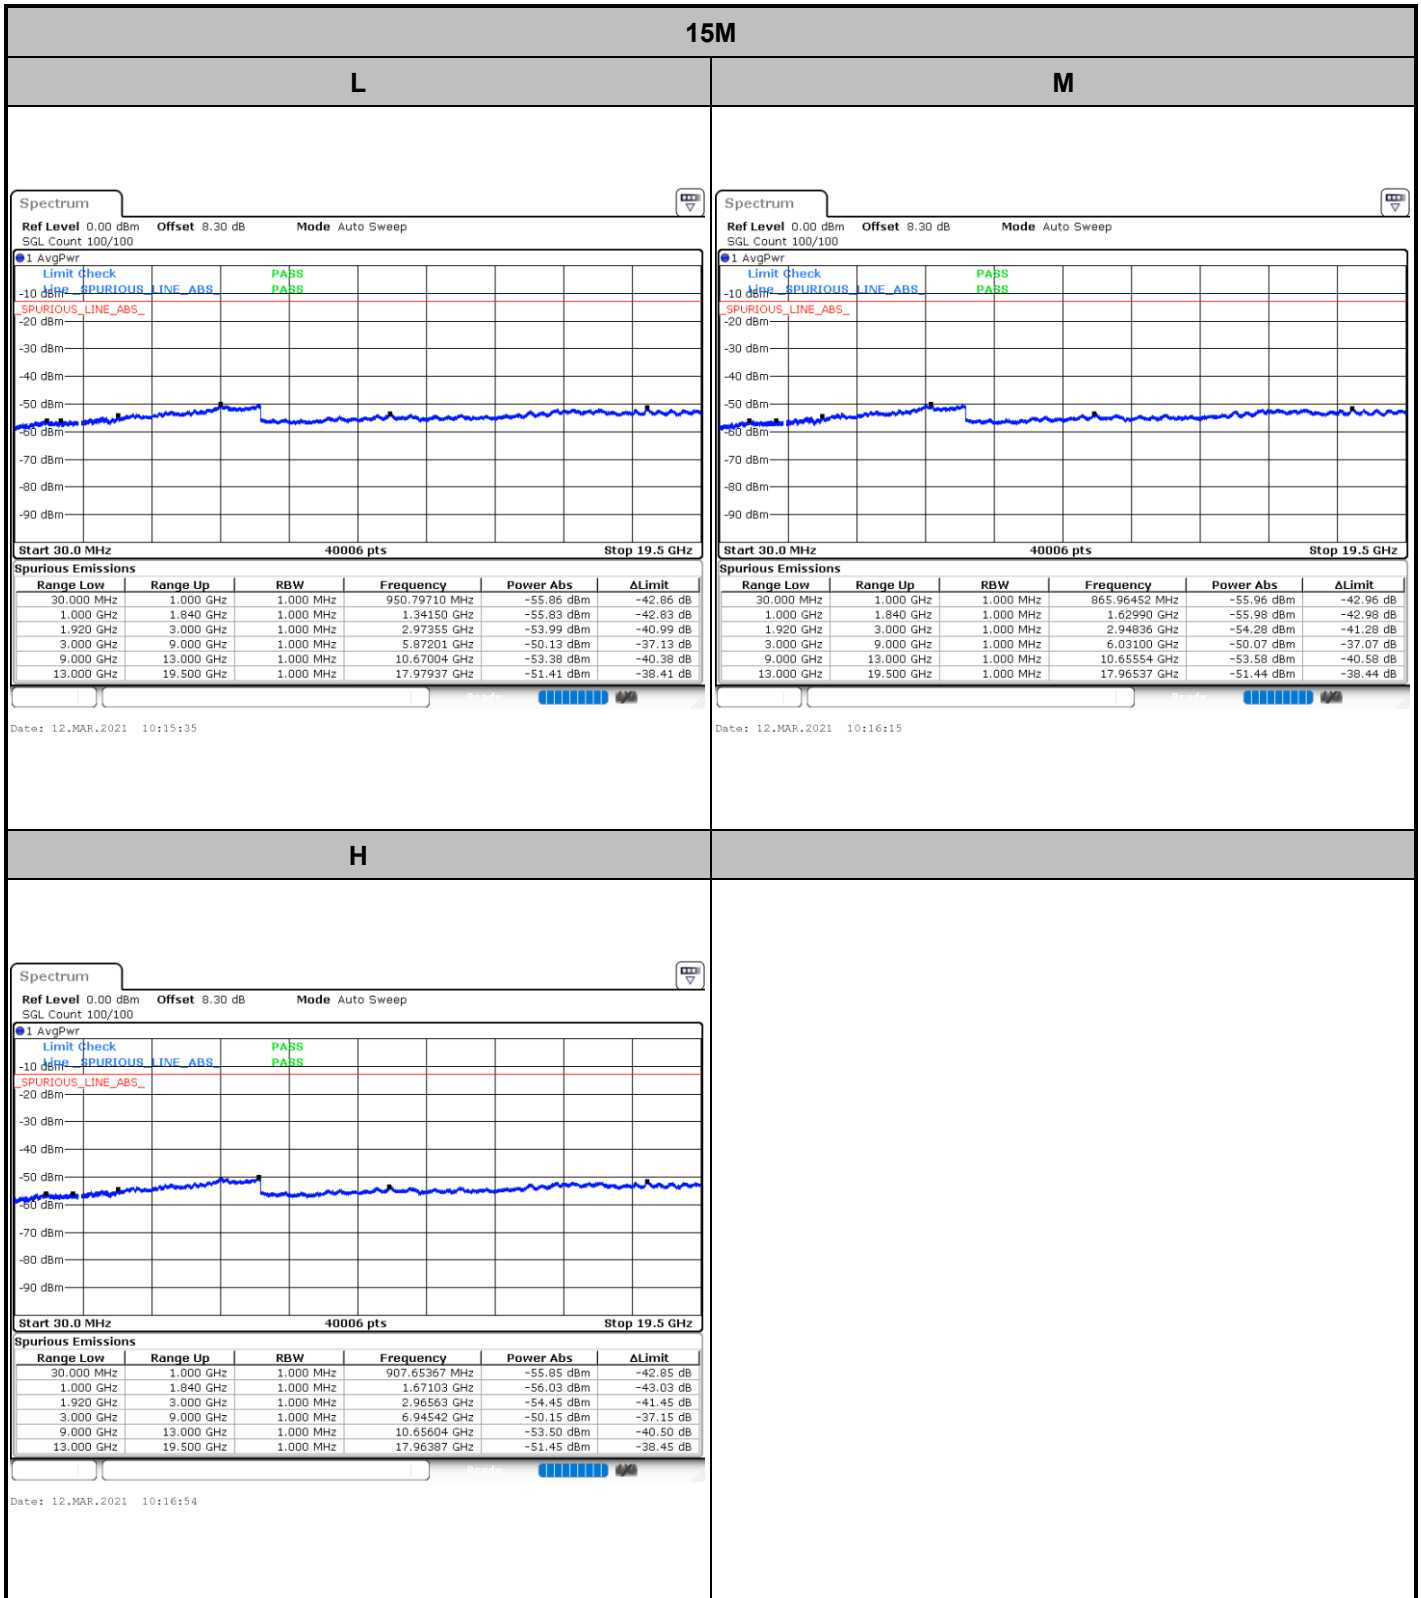 15M
L
M
Spectrum
Ref Level 0.00 dBm Offset 8.30 dB Mode Auto Sweep
SGL Count 100/100
1 AvgPwr
Limit Check PASS
Line _SPURIOUS_LINE_ABS_ PASS
-10 dBm
_SPURIOUS_LINE_ABS_
-20 dBm
-30 dBm
-40 dBm
-50 dBm
-60 dBm
-70 dBm
-80 dBm
-90 dBm
Start 30.0 MHz 40006 pts Stop 19.5 GHz
Spurious Emissions
Range Low Range Up RBW Frequency Power Abs ΔLimit
30.000 MHz 1.000 GHz 1.000 MHz 950.79710 MHz -55.86 dBm -42.86 dB
1.000 GHz 1.840 GHz 1.000 MHz 1.34150 GHz -55.83 dBm -42.83 dB
1.920 GHz 3.000 GHz 1.000 MHz 2.97355 GHz -53.99 dBm -40.99 dB
3.000 GHz 9.000 GHz 1.000 MHz 5.87201 GHz -50.13 dBm -37.13 dB
9.000 GHz 13.000 GHz 1.000 MHz 10.67004 GHz -53.38 dBm -40.38 dB
13.000 GHz 19.500 GHz 1.000 MHz 17.97937 GHz -51.41 dBm -38.41 dB
Ready
Date: 12.MAR.2021 10:15:35
Spectrum
Ref Level 0.00 dBm Offset 8.30 dB Mode Auto Sweep
SGL Count 100/100
1 AvgPwr
Limit Check PASS
Line _SPURIOUS_LINE_ABS_ PASS
-10 dBm
_SPURIOUS_LINE_ABS_
-20 dBm
-30 dBm
-40 dBm
-50 dBm
-60 dBm
-70 dBm
-80 dBm
-90 dBm
Start 30.0 MHz 40006 pts Stop 19.5 GHz
Spurious Emissions
Range Low Range Up RBW Frequency Power Abs ΔLimit
30.000 MHz 1.000 GHz 1.000 MHz 865.96452 MHz -55.96 dBm -42.96 dB
1.000 GHz 1.840 GHz 1.000 MHz 1.62990 GHz -55.98 dBm -42.98 dB
1.920 GHz 3.000 GHz 1.000 MHz 2.94836 GHz -54.28 dBm -41.28 dB
3.000 GHz 9.000 GHz 1.000 MHz 6.03100 GHz -50.07 dBm -37.07 dB
9.000 GHz 13.000 GHz 1.000 MHz 10.65554 GHz -53.58 dBm -40.58 dB
13.000 GHz 19.500 GHz 1.000 MHz 17.96537 GHz -51.44 dBm -38.44 dB
Ready
Date: 12.MAR.2021 10:16:15
H
Spectrum
Ref Level 0.00 dBm Offset 8.30 dB Mode Auto Sweep
SGL Count 100/100
1 AvgPwr
Limit Check PASS
Line _SPURIOUS_LINE_ABS_ PASS
-10 dBm
_SPURIOUS_LINE_ABS_
-20 dBm
-30 dBm
-40 dBm
-50 dBm
-60 dBm
-70 dBm
-80 dBm
-90 dBm
Start 30.0 MHz 40006 pts Stop 19.5 GHz
Spurious Emissions
Range Low Range Up RBW Frequency Power Abs ΔLimit
30.000 MHz 1.000 GHz 1.000 MHz 907.65367 MHz -55.85 dBm -42.85 dB
1.000 GHz 1.840 GHz 1.000 MHz 1.67103 GHz -56.03 dBm -43.03 dB
1.920 GHz 3.000 GHz 1.000 MHz 2.96563 GHz -54.45 dBm -41.45 dB
3.000 GHz 9.000 GHz 1.000 MHz 6.94542 GHz -50.15 dBm -37.15 dB
9.000 GHz 13.000 GHz 1.000 MHz 10.65604 GHz -53.50 dBm -40.50 dB
13.000 GHz 19.500 GHz 1.000 MHz 17.96387 GHz -51.45 dBm -38.45 dB
Ready
Date: 12.MAR.2021 10:16:54